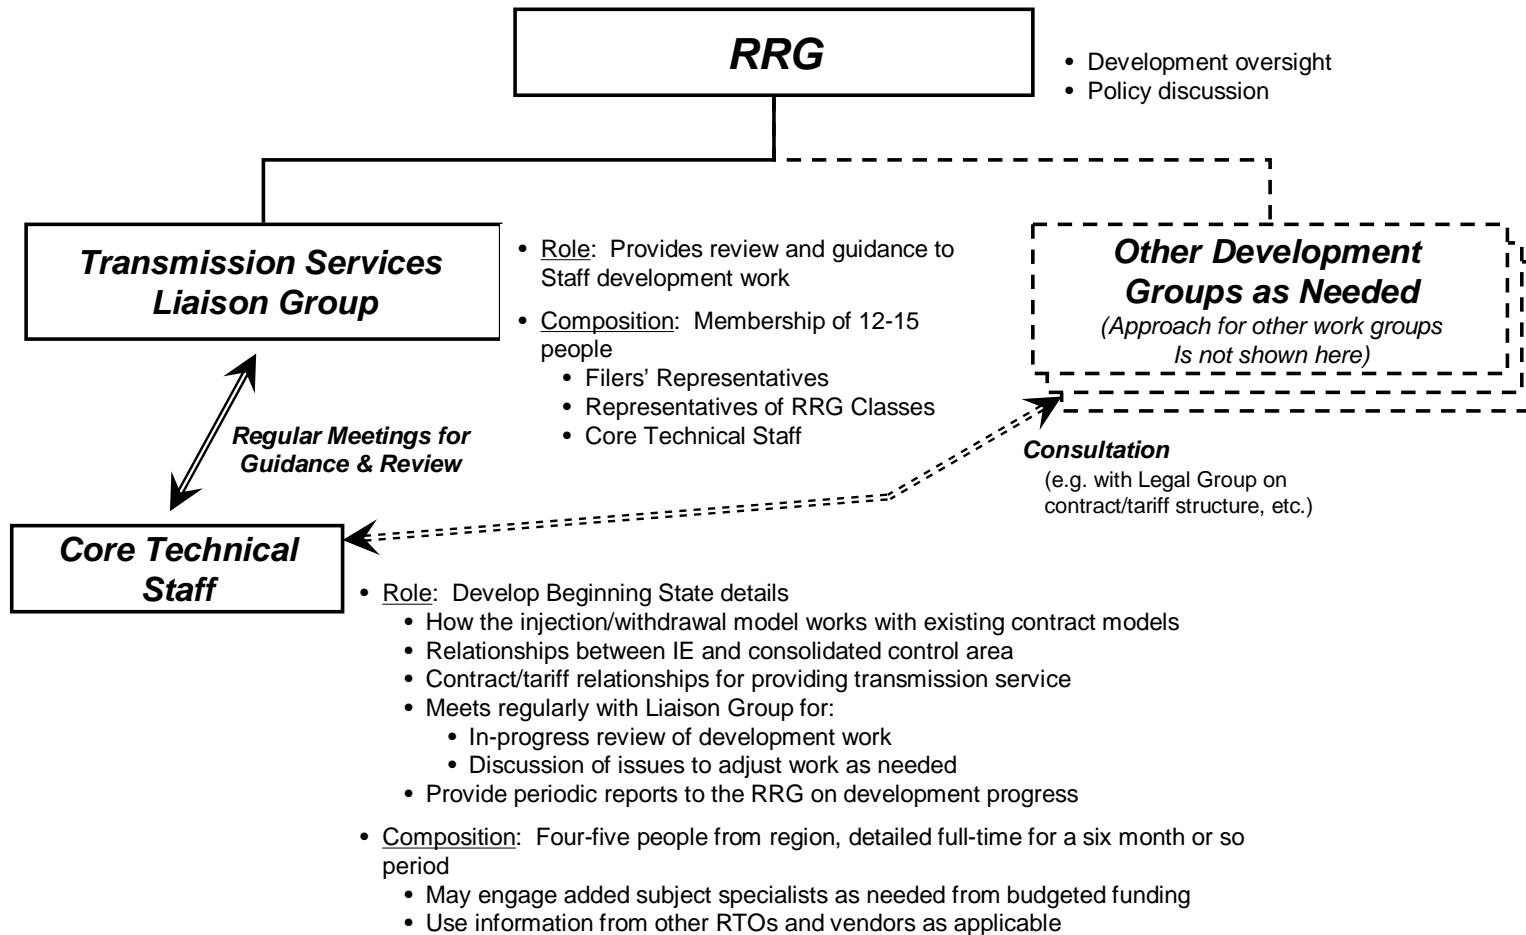 RRG
• Development oversight
• Policy discussion
Transmission Services
Liaison Group
• Role:  Provides review and guidance to
Staff development work
• Composition:  Membership of 12-15
people
• Filers’ Representatives
• Representatives of RRG Classes
• Core Technical Staff
Other Development
Groups as Needed
(Approach for other work groups
Is not shown here)
Regular Meetings for
Guidance & Review
Consultation
(e.g. with Legal Group on
contract/tariff structure, etc.)
Core Technical
Staff
• Role:  Develop Beginning State details
• How the injection/withdrawal model works with existing contract models
• Relationships between IE and consolidated control area
• Contract/tariff relationships for providing transmission service
• Meets regularly with Liaison Group for:
• In-progress review of development work
• Discussion of issues to adjust work as needed
• Provide periodic reports to the RRG on development progress
• Composition:  Four-five people from region, detailed full-time for a six month or so
period
• May engage added subject specialists as needed from budgeted funding
• Use information from other RTOs and vendors as applicable